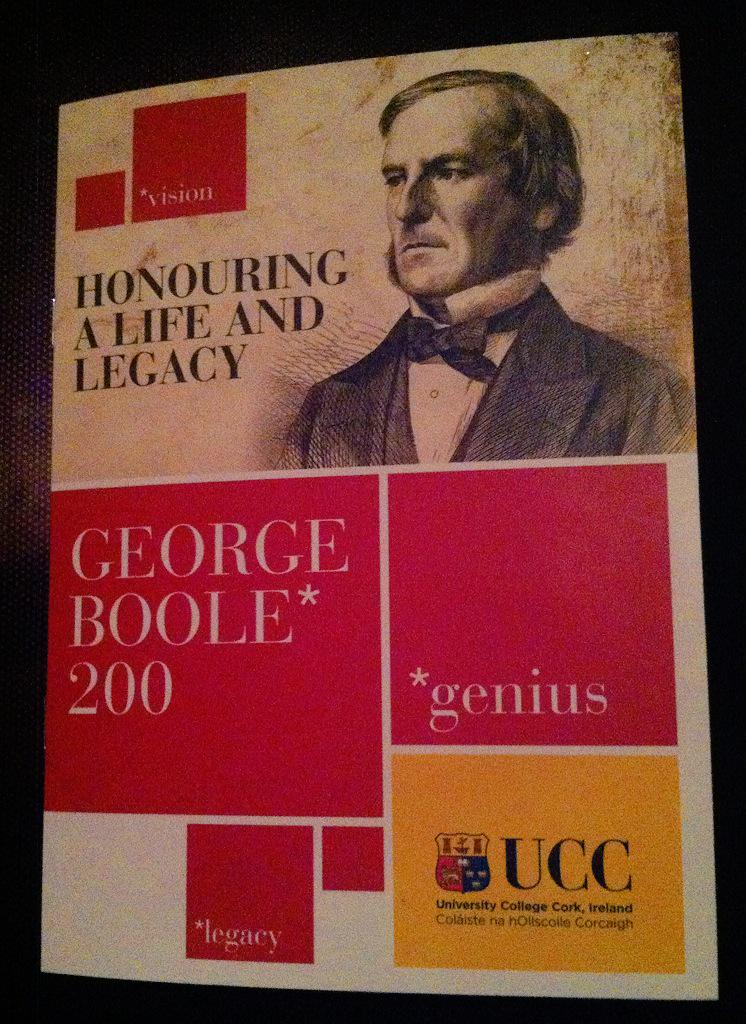 *vision
HONOURING
A LIFE AND
LEGACY
GEORGE
BOOLE*
200
*genius
UCC
University College Cork, Ireland
Coláiste na hOllscoile Corcaigh
*legacy